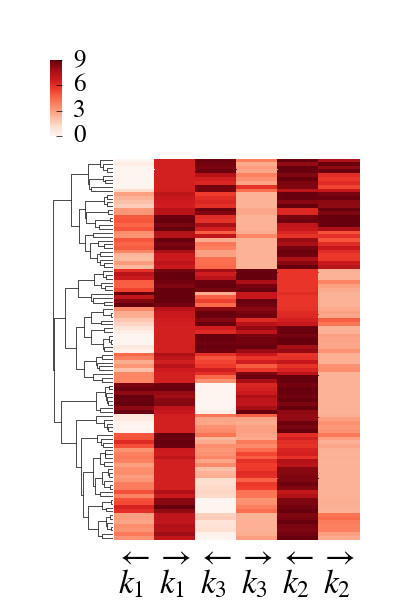 9
6
3
0
← → ← → ← →
k₁ k₁ k₃ k₃ k₂ k₂